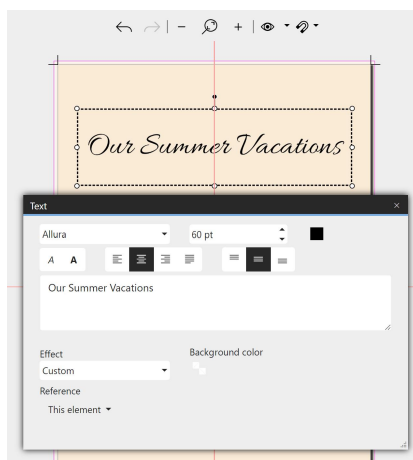 Our Summer Vacations
Text
Allura
60 pt
A A
Our Summer Vacations
Effect
Background color
Custom
Reference
This element